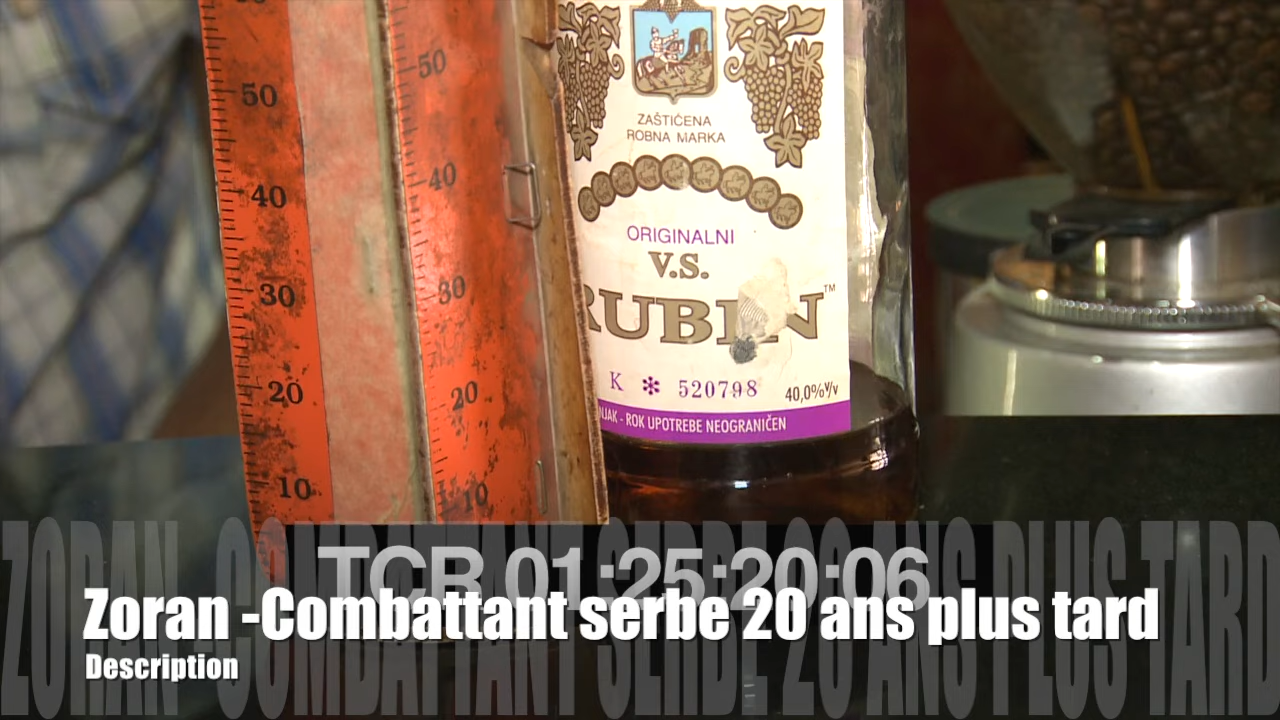 50
40
30
20
10
50
40
30
20
10
ZAŠTIĆENA
ROBNA MARKA
ORIGINALNI
V.S.
RUBIN™
K * 520798 40,0%v/v
NJAK - ROK UPOTREBE NEOGRANIČEN
TCR 01:25:20:06
ZORAN -COMBATTANT SERBE 20 ANS PLUS TARD
Zoran -Combattant serbe 20 ans plus tard
Description